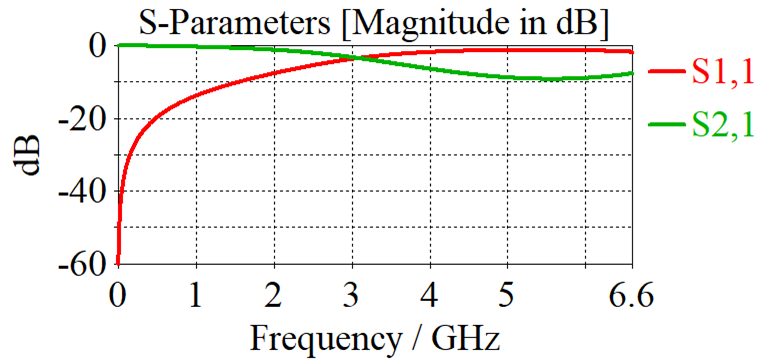 S-Parameters [Magnitude in dB]
0
-20
-40
-60
dB
0 1 2 3 4 5 6.6
Frequency / GHz
S1,1
S2,1